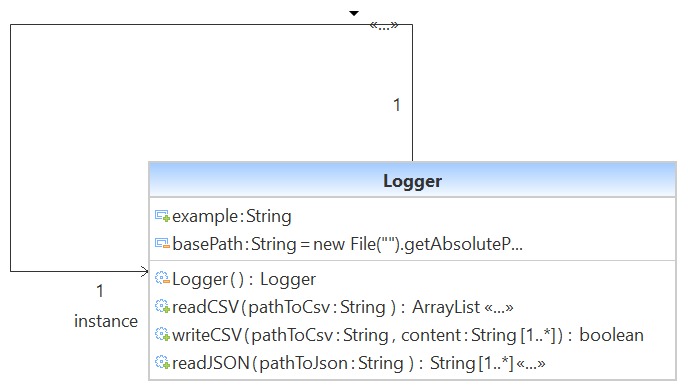 «...»
1
Logger
example:String
basePath:String = new File("").getAbsoluteP...
1
Logger( ) : Logger
instance
readCSV(pathToCsv:String ) : ArrayList «...»
writeCSV(pathToCsv:String , content:String[1..*]) : boolean
readJSON(pathToJson:String ) : String[1..*]«...»